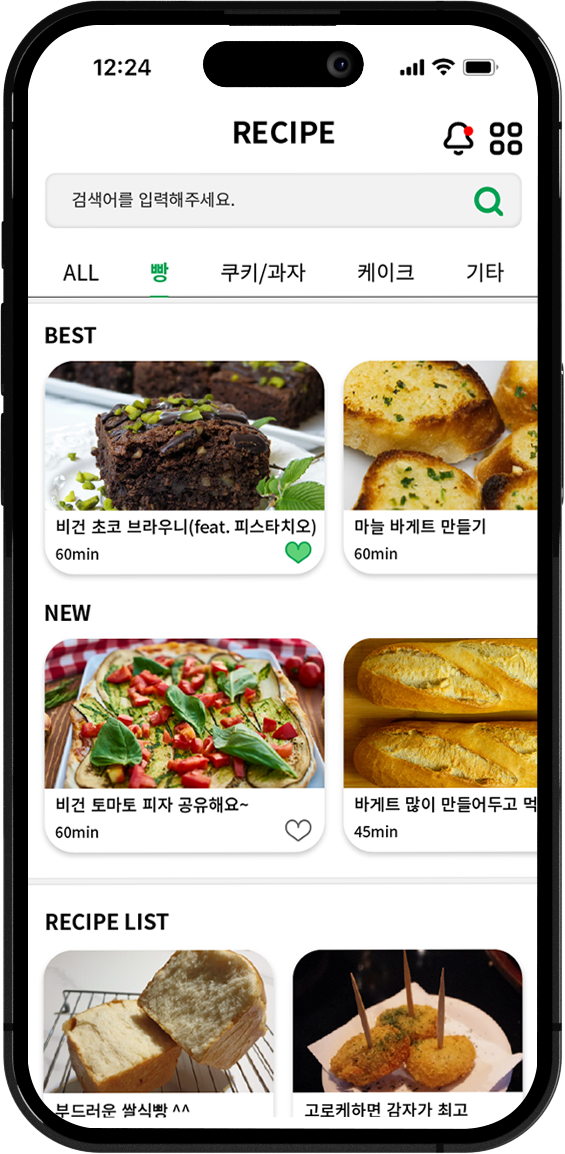 12:24
RECIPE
검색어를 입력해주세요.
ALL 빵 쿠키/과자 케이크 기타
BEST
비건 초코 브라우니(feat. 피스타치오) 마늘 바게트 만들기
60min 60min
NEW
비건 토마토 피자 공유해요~ 바게트 많이 만들어두고 먹
60min 45min
RECIPE LIST
부드러운 쌀식빵 ^^ 고로케하면 감자가 최고